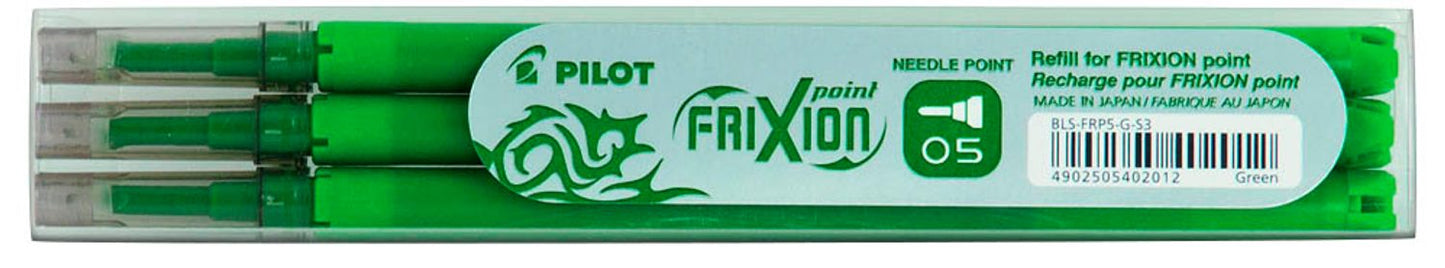 PILOT
FRIXION
point
NEEDLE POINT
05
Refill for FRIXION point
Recharge pour FRIXION point
MADE IN JAPAN / FABRIQUE AU JAPON
BLS-FRP5-G-S3
4902505402012 Green